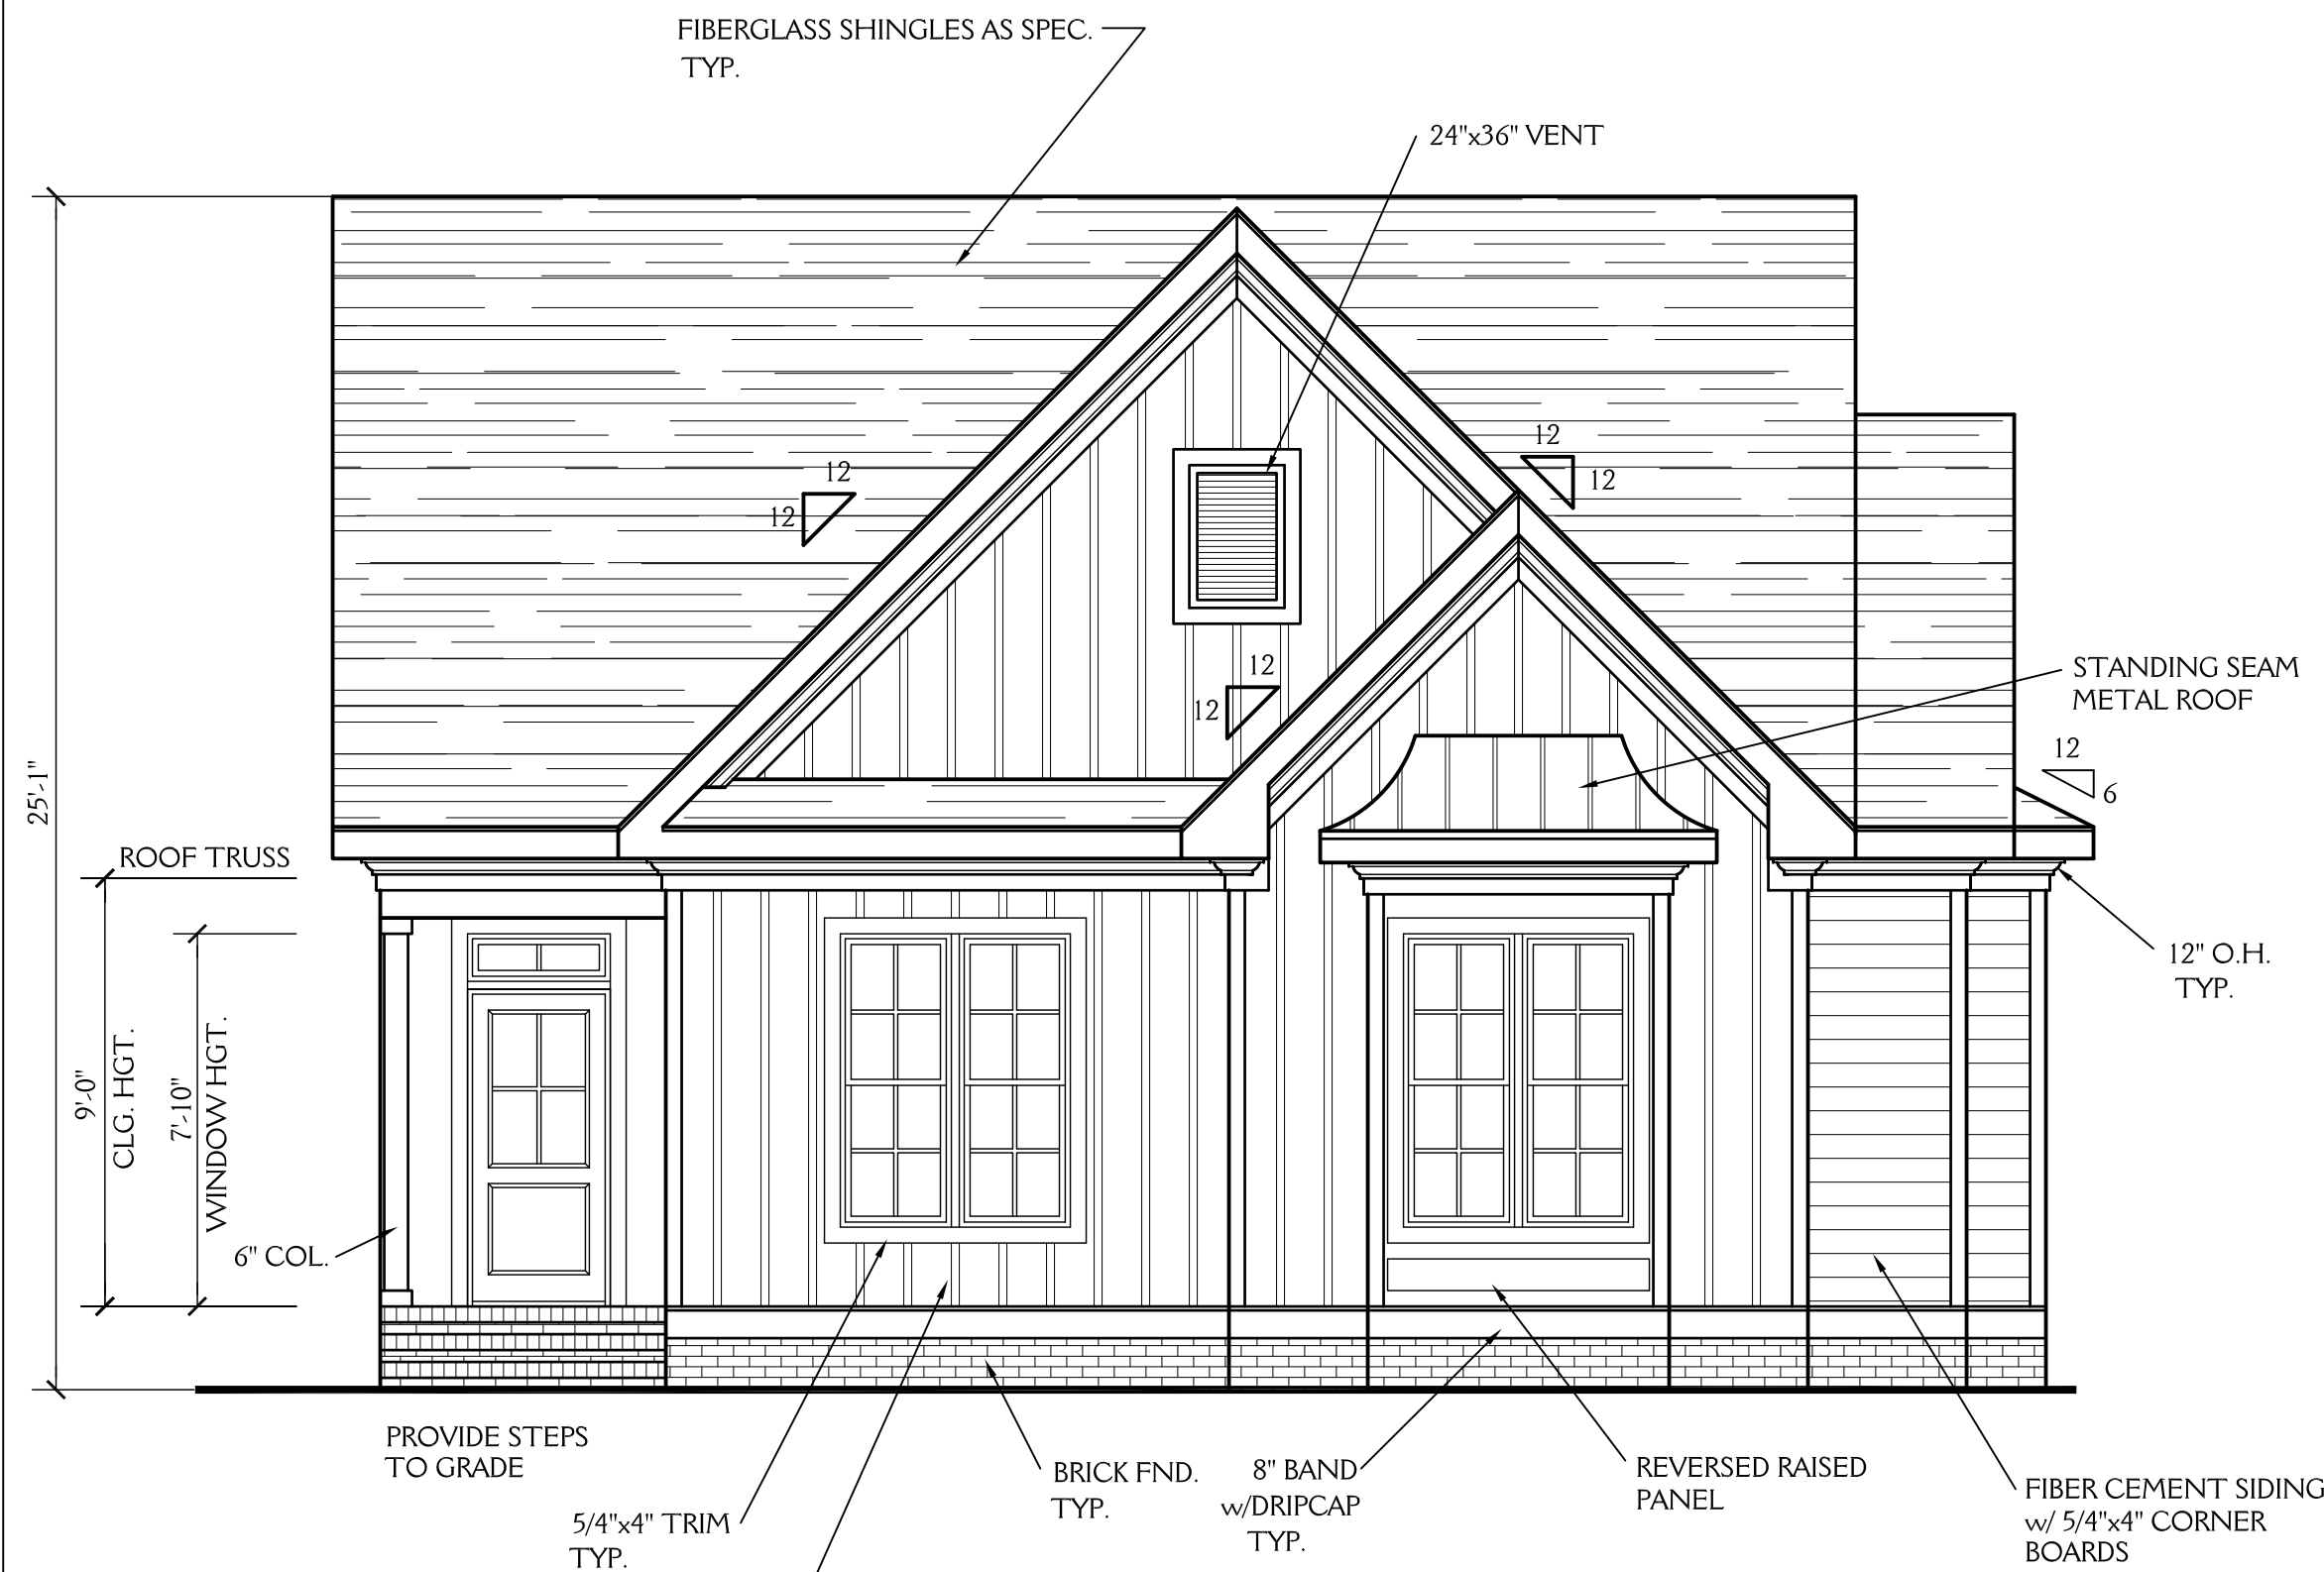 FIBERGLASS SHINGLES AS SPEC.
TYP.
24"x36" VENT
12
12
12
12
12
12
STANDING SEAM
METAL ROOF
12
6
25'-1"
ROOF TRUSS
9'-0"
CLG. HGT.
7'-10"
WINDOW HGT.
6" COL.
12" O.H.
TYP.
PROVIDE STEPS
TO GRADE
5/4"x4" TRIM
TYP.
BRICK FND.
TYP.
8" BAND
w/DRIPCAP
TYP.
REVERSED RAISED
PANEL
FIBER CEMENT SIDING
w/ 5/4"x4" CORNER
BOARDS